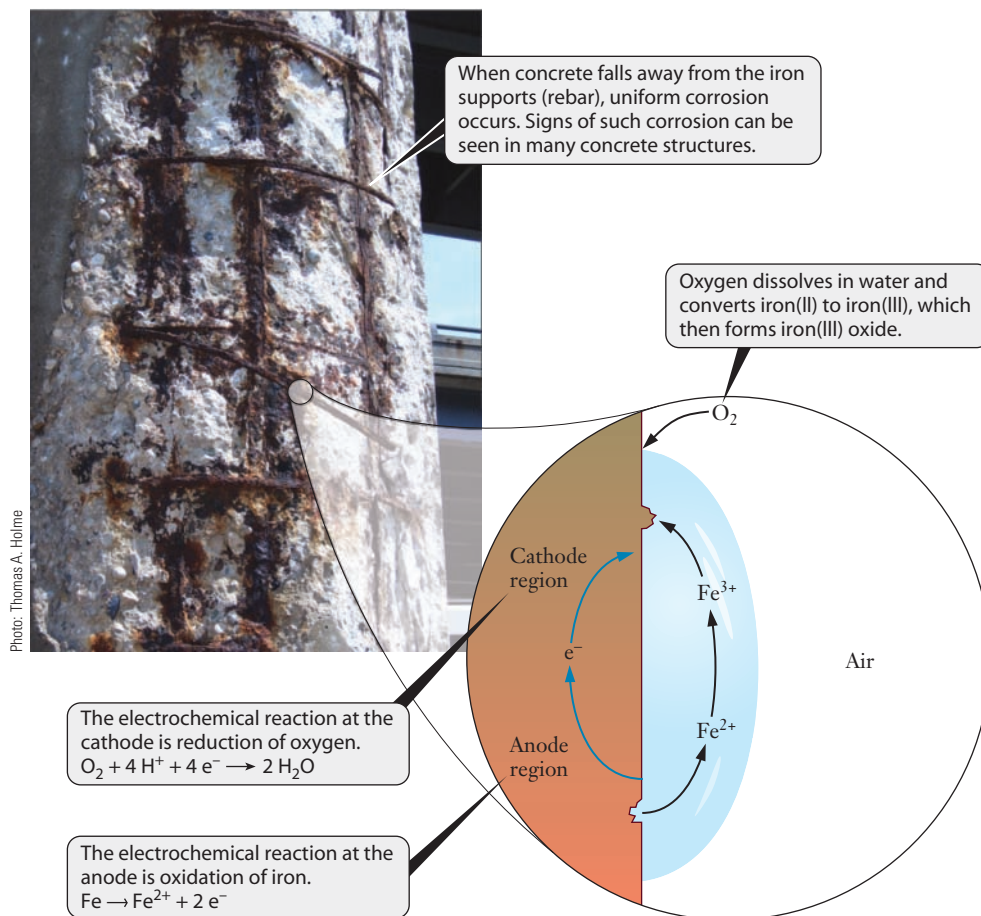 When concrete falls away from the iron
supports (rebar), uniform corrosion
occurs. Signs of such corrosion can be
seen in many concrete structures.
Oxygen dissolves in water and
converts iron(II) to iron(III), which
then forms iron(III) oxide.
O₂
Cathode
region
Fe³⁺
e⁻
Air
Fe²⁺
Anode
region
Photo: Thomas A. Holme
The electrochemical reaction at the
cathode is reduction of oxygen.
O₂ + 4 H⁺ + 4 e⁻ ⟶ 2 H₂O
The electrochemical reaction at the
anode is oxidation of iron.
Fe ⟶ Fe²⁺ + 2 e⁻